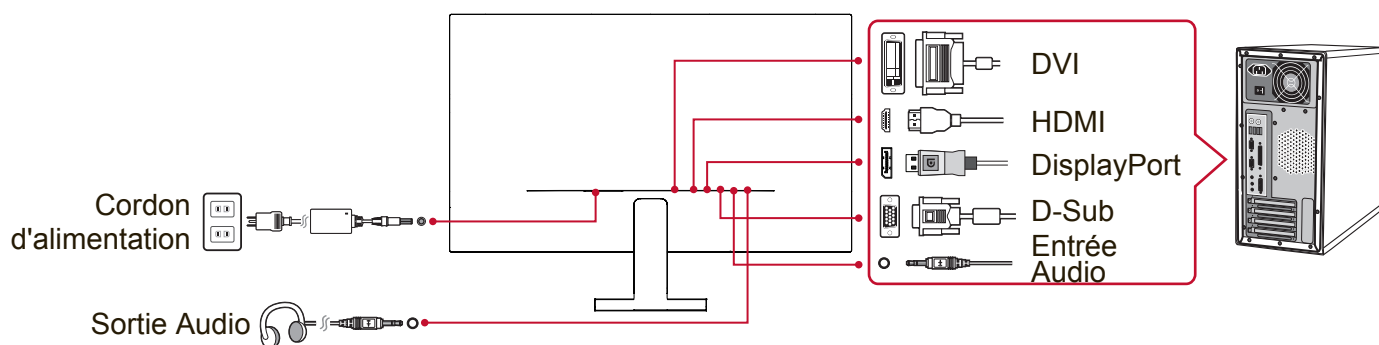 DVI
HDMI
DisplayPort
D-Sub
Entrée
Audio
Cordon
d'alimentation
Sortie Audio